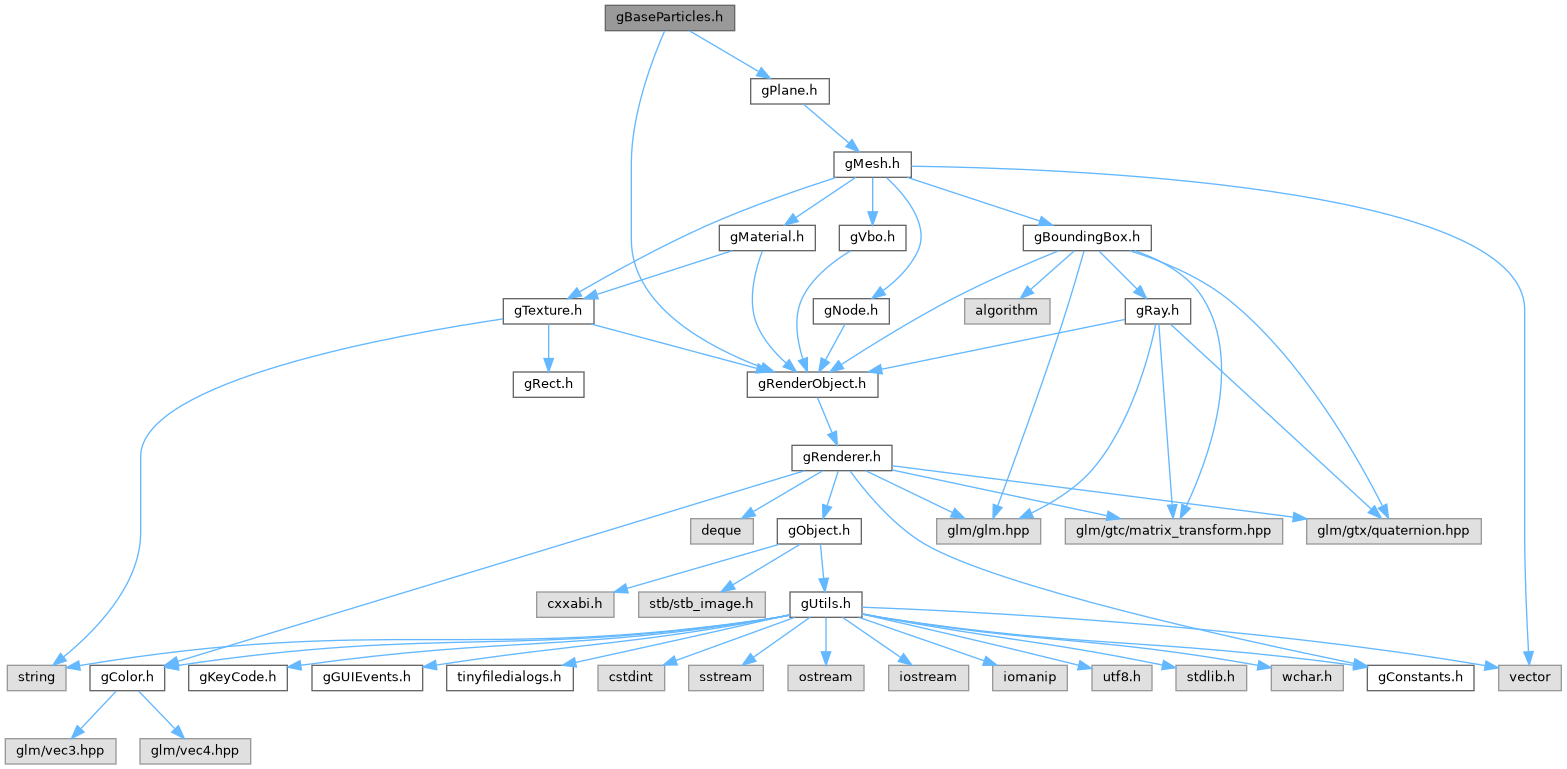 gBaseParticles.h
gPlane.h
gMesh.h
gMaterial.h
gVbo.h
gBoundingBox.h
gTexture.h
gNode.h
algorithm
gRay.h
gRect.h
gRenderObject.h
gRenderer.h
deque
gObject.h
glm/glm.hpp
glm/gtc/matrix_transform.hpp
glm/gtx/quaternion.hpp
cxxabi.h
stb/stb_image.h
gUtils.h
string
gColor.h
gKeyCode.h
gGUIEvents.h
tinyfiledialogs.h
cstdint
sstream
ostream
iostream
iomanip
utf8.h
stdlib.h
wchar.h
gConstants.h
vector
glm/vec3.hpp
glm/vec4.hpp